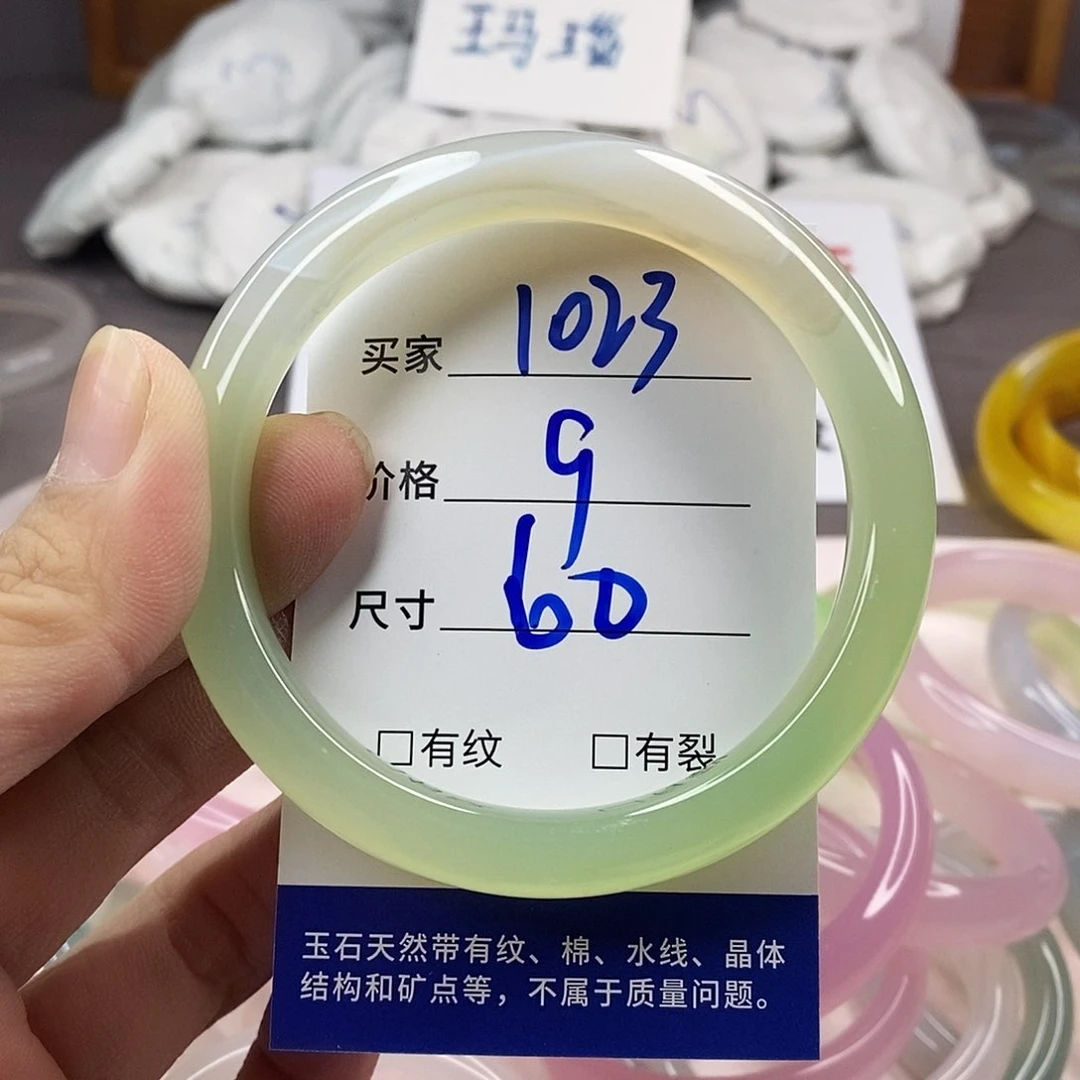 玉玛瑙
买家 1023
价格 9
尺寸 60
□有纹 □有裂
玉石天然带有纹、棉、水线、晶体
结构和矿点等，不属于质量问题。